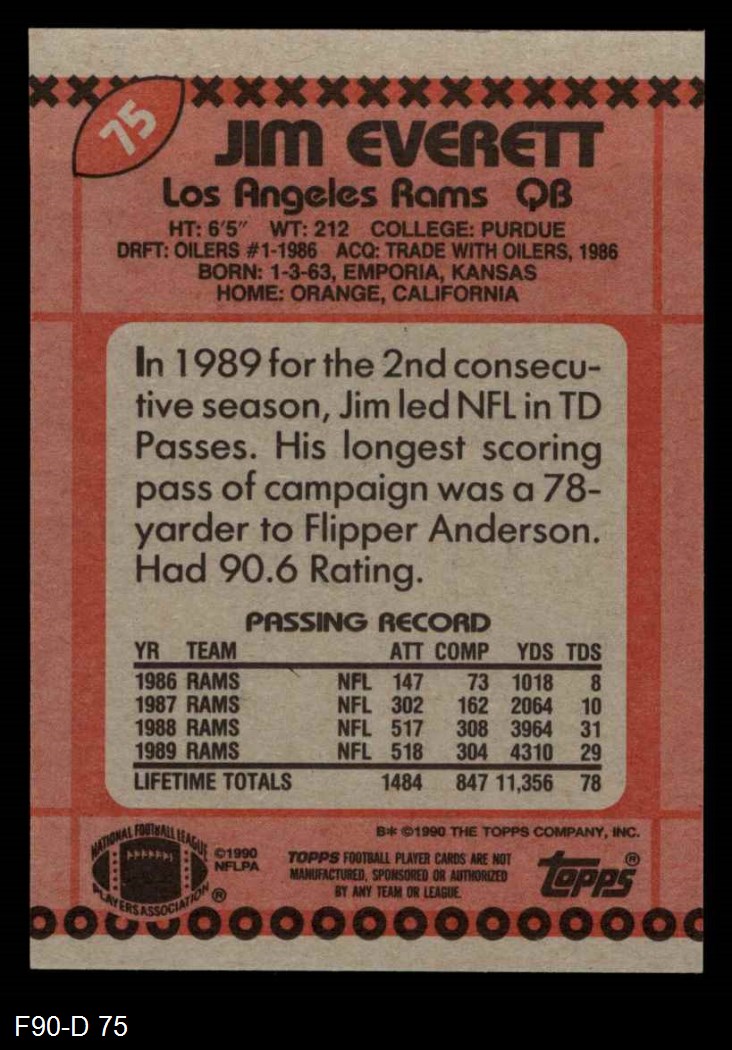 75
JIM EVERETT
Los Angeles Rams QB
HT: 6'5" WT: 212 COLLEGE: PURDUE
DRFT: OILERS #1-1986 ACQ: TRADE WITH OILERS, 1986
BORN: 1-3-63, EMPORIA, KANSAS
HOME: ORANGE, CALIFORNIA
In 1989 for the 2nd consecu-
tive season, Jim led NFL in TD
Passes. His longest scoring
pass of campaign was a 78-
yarder to Flipper Anderson.
Had 90.6 Rating.
PASSING RECORD
YR TEAM ATT COMP YDS TDS
1986 RAMS NFL 147 73 1018 8
1987 RAMS NFL 302 162 2064 10
1988 RAMS NFL 517 308 3964 31
1989 RAMS NFL 518 304 4310 29
LIFETIME TOTALS 1484 847 11,356 78
B* ©1990 THE TOPPS COMPANY, INC.
NATIONAL FOOTBALL LEAGUE
PLAYERS ASSOCIATION ®
©1990
NFLPA
TOPPS FOOTBALL PLAYER CARDS ARE NOT
MANUFACTURED, SPONSORED OR AUTHORIZED
BY ANY TEAM OR LEAGUE.
TOPPS®
F90-D 75